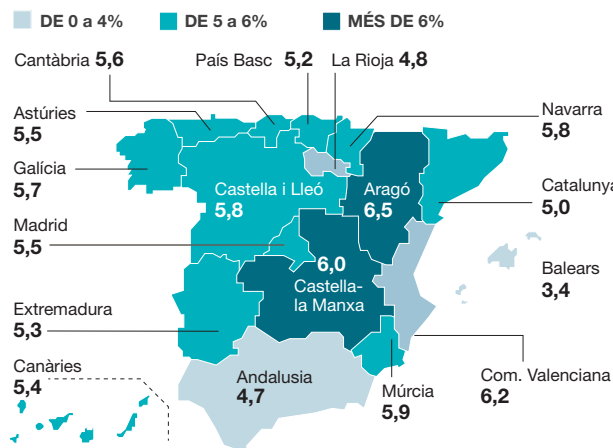 DE 0 a 4% DE 5 a 6% MÉS DE 6%
Cantàbria 5,6
País Basc 5,2
La Rioja 4,8
Astúries
5,5
Navarra
5,8
Galícia
5,7
Castella i Lleó
5,8
Aragó
6,5
Catalunya
5,0
Madrid
5,5
6,0
Castella-
la Manxa
Balears
3,4
Extremadura
5,3
Canàries
5,4
Andalusia
4,7
Múrcia
5,9
Com. Valenciana
6,2